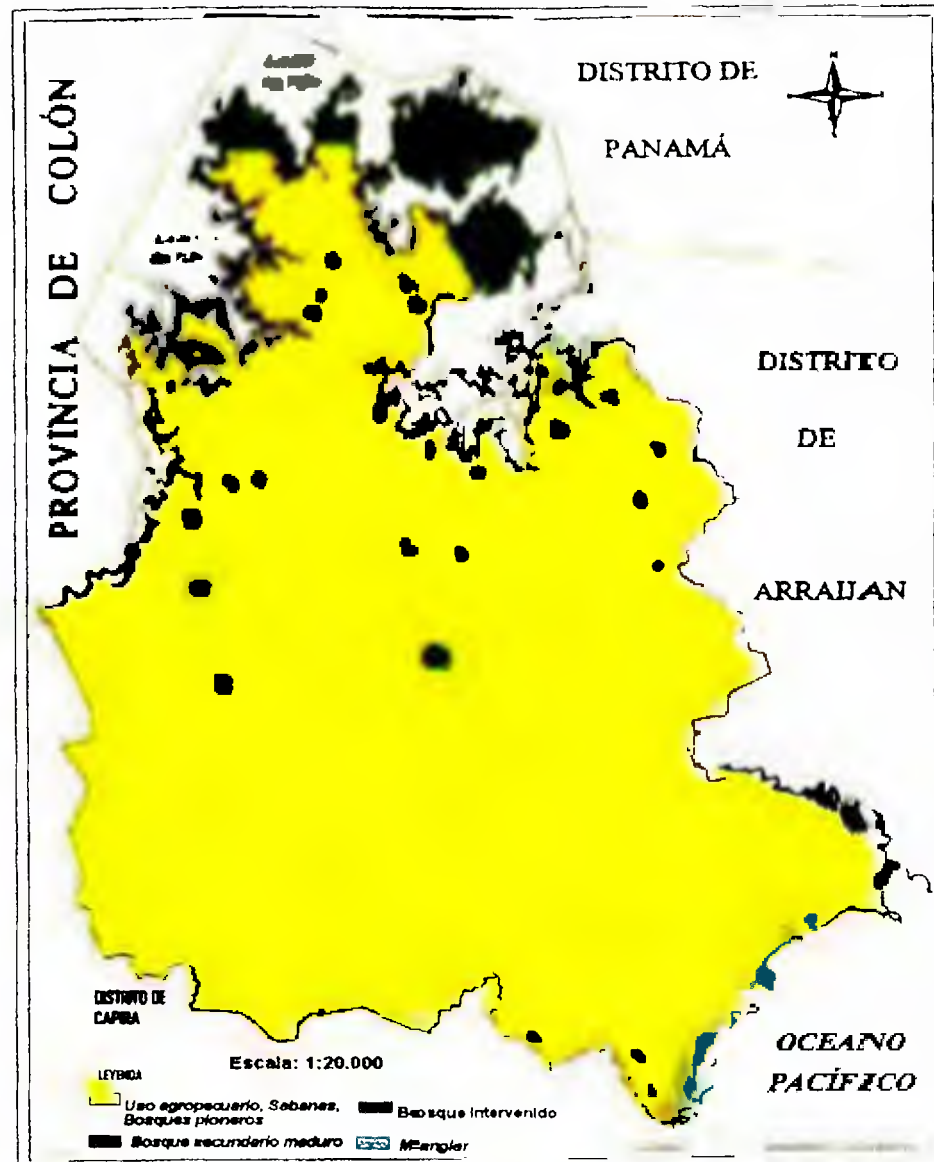 DISTRITO DE
PANAMÁ
N
PROVINCIA DE COLÓN
DISTRITO
DE
ARRAIJAN
DISTRITO DE
CAPIRA
OCEANO
PACÍFICO
Escala: 1:20.000
LEYENDA
Uso agropecuario, Sabanas,
Bosques pioneros
Bosque Intervenido
Bosque secundario maduro
Manglar